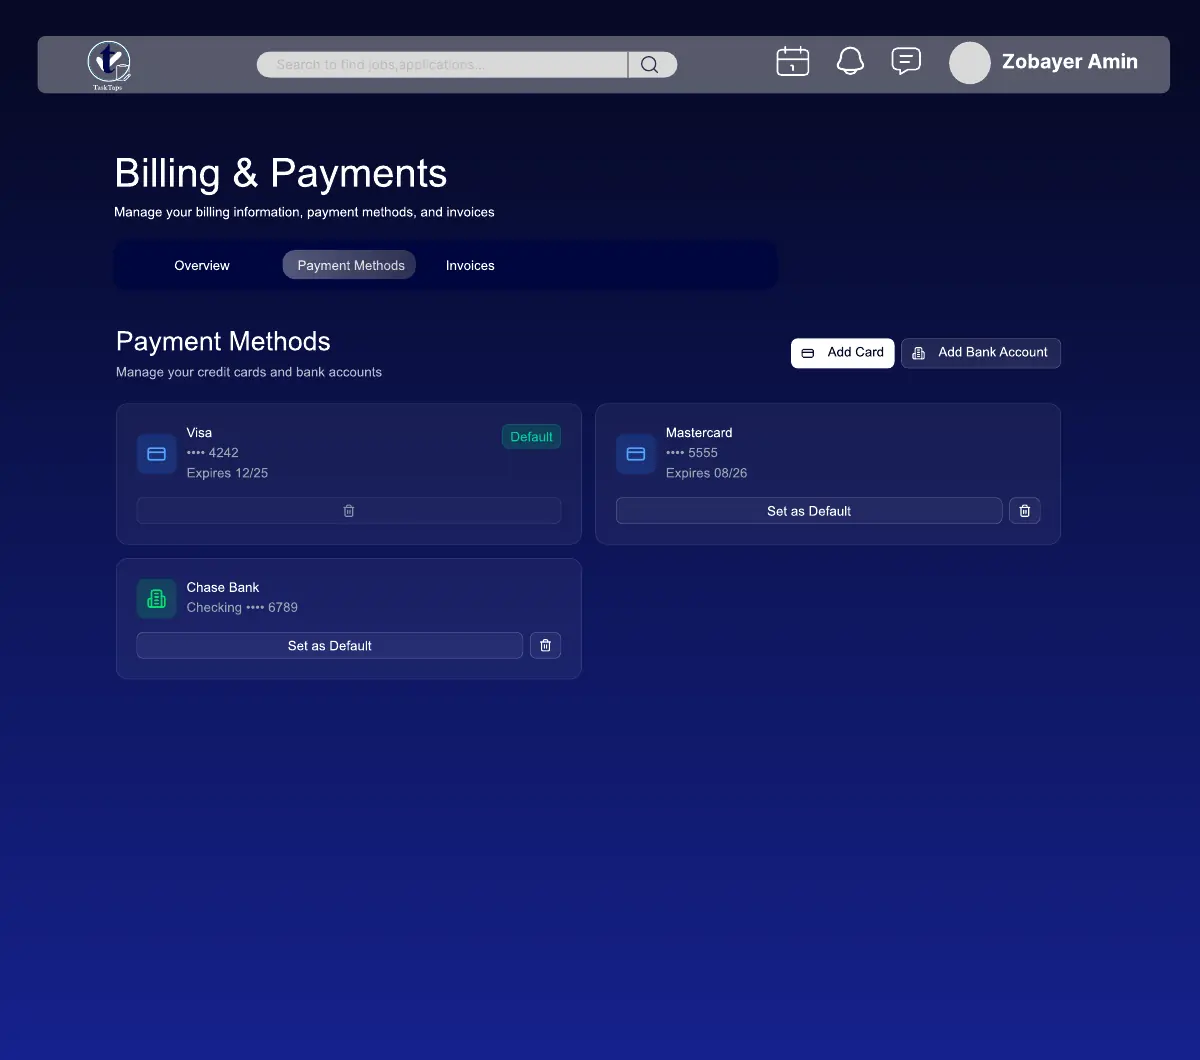 TaskTaps
Search to find jobs,applications...
1
Zobayer Amin
Billing & Payments
Manage your billing information, payment methods, and invoices
Overview
Payment Methods
Invoices
Payment Methods
Manage your credit cards and bank accounts
Add Card
Add Bank Account
Visa
•••• 4242
Expires 12/25
Default
Mastercard
•••• 5555
Expires 08/26
Set as Default
Chase Bank
Checking •••• 6789
Set as Default